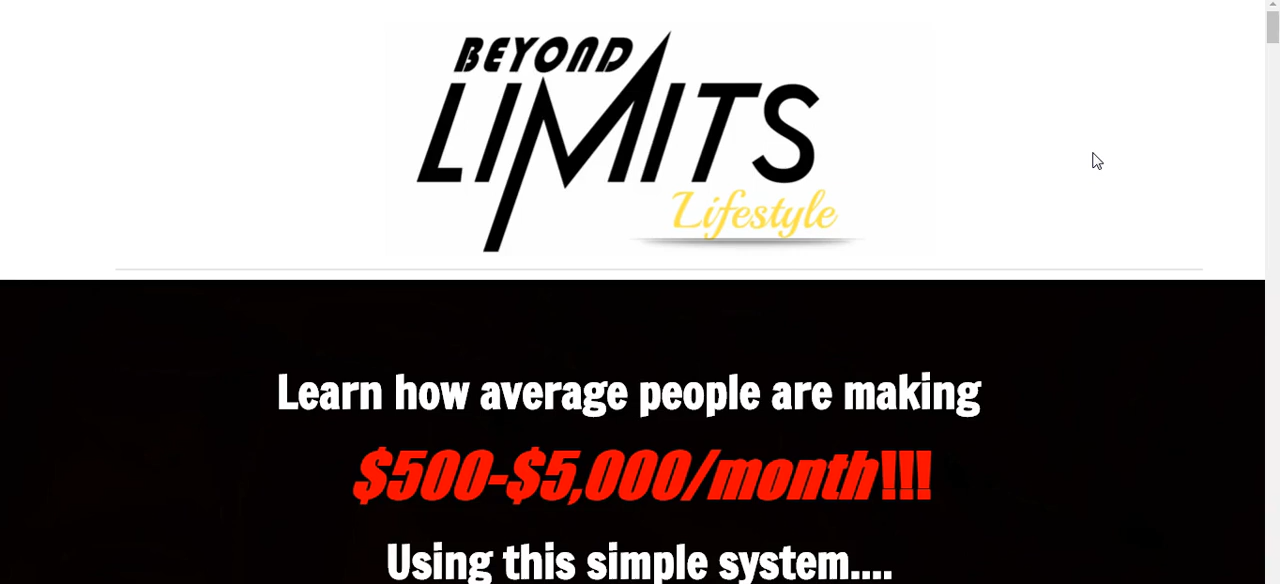 BEYOND
LIMITS
Lifestyle
Learn how average people are making
$500-$5,000/month!!!
Using this simple system....